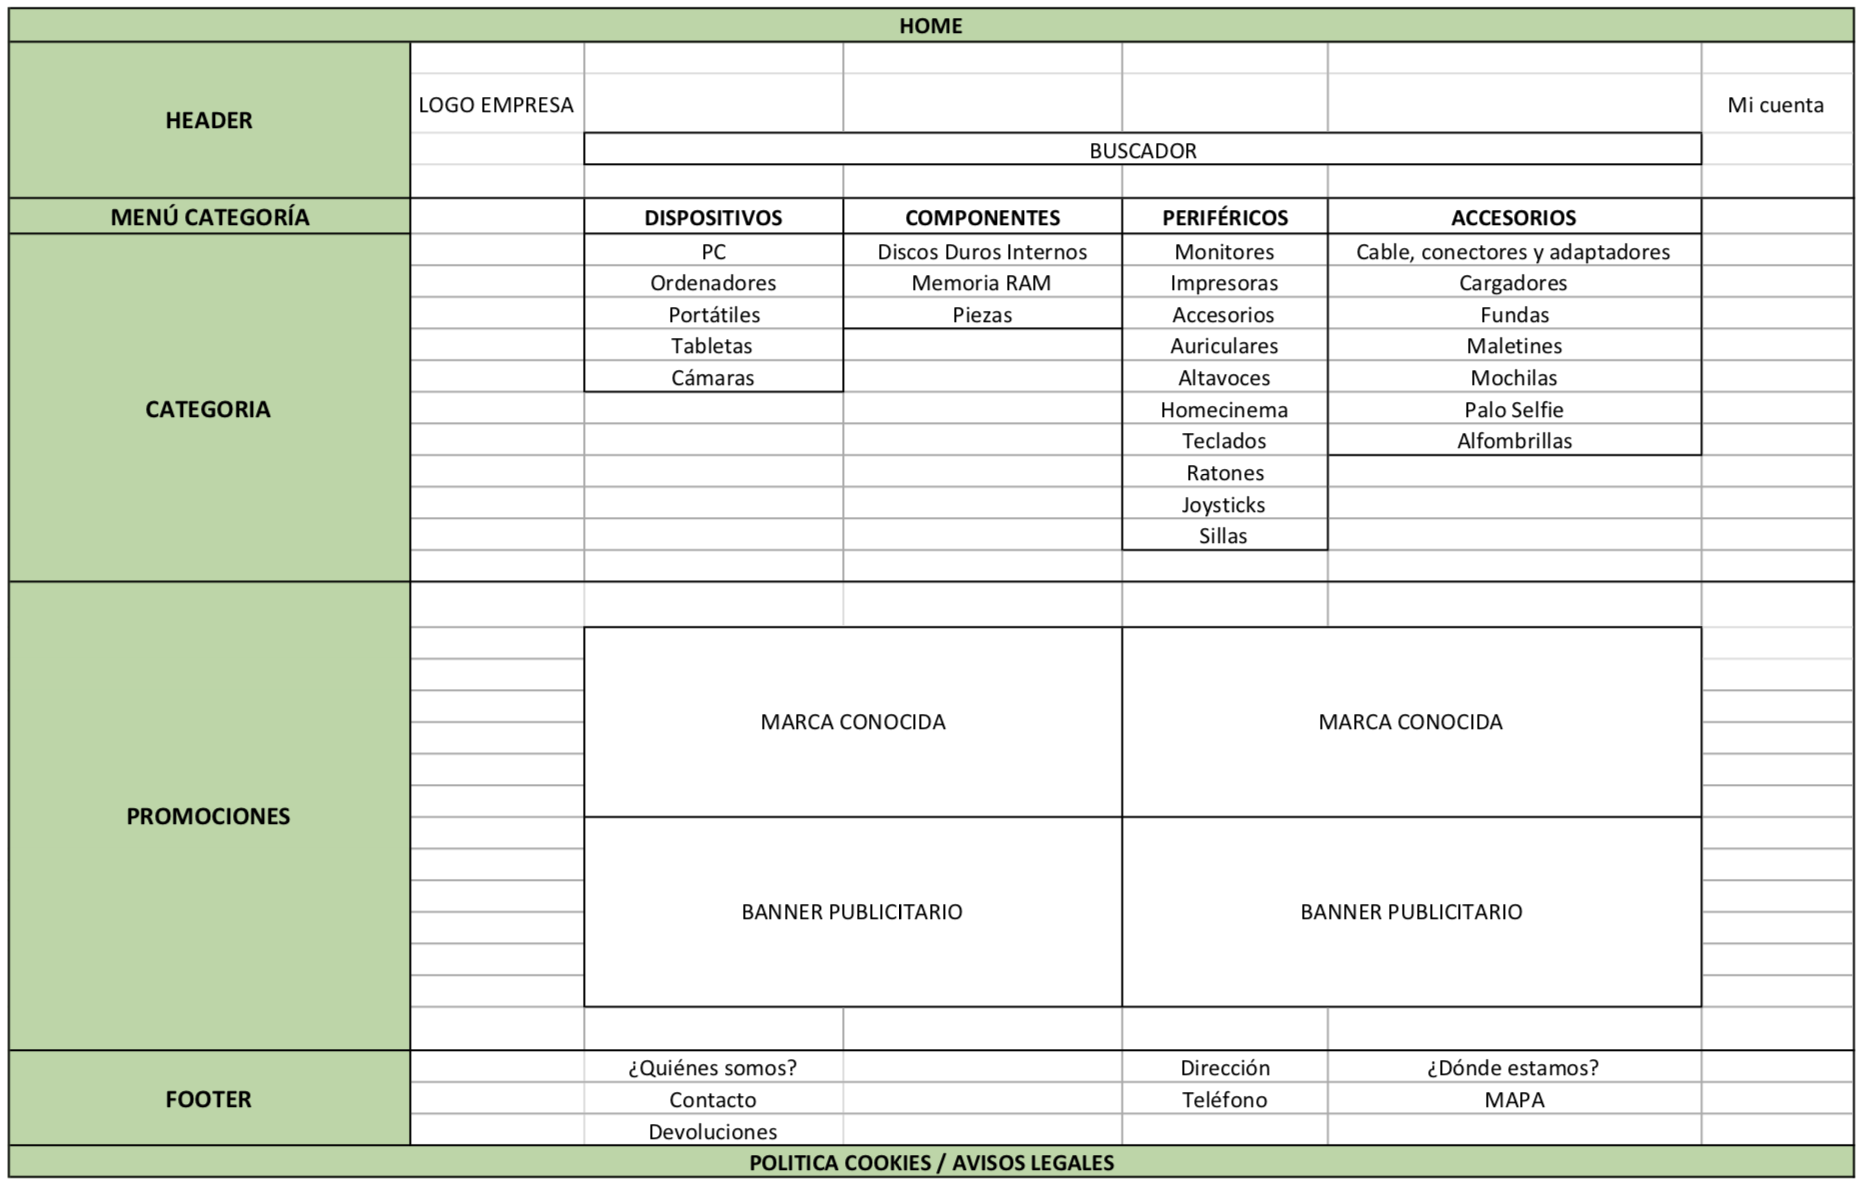 HOME
HEADER
LOGO EMPRESA
Mi cuenta
BUSCADOR
MENÚ CATEGORÍA
DISPOSITIVOS
COMPONENTES
PERIFÉRICOS
ACCESORIOS
CATEGORIA
PC
Discos Duros Internos
Monitores
Cable, conectores y adaptadores
Ordenadores
Memoria RAM
Impresoras
Cargadores
Portátiles
Piezas
Accesorios
Fundas
Tabletas
Auriculares
Maletines
Cámaras
Altavoces
Mochilas
Homecinema
Palo Selfie
Teclados
Alfombrillas
Ratones
Joysticks
Sillas
PROMOCIONES
MARCA CONOCIDA
MARCA CONOCIDA
BANNER PUBLICITARIO
BANNER PUBLICITARIO
FOOTER
¿Quiénes somos?
Dirección
¿Dónde estamos?
Contacto
Teléfono
MAPA
Devoluciones
POLITICA COOKIES / AVISOS LEGALES